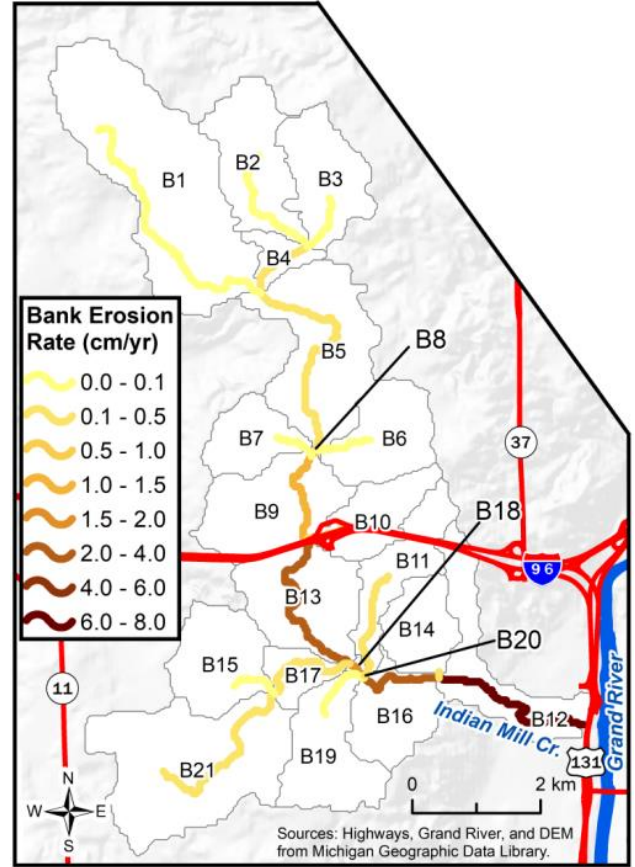 B1
B2
B3
B4
B5
B8
B7
B6
37
B9
B10
B18
96
B11
B13
B14
B20
B15
B17
11
B16
B12
Indian Mill Cr.
Grand River
B21
B19
131
Bank Erosion
Rate (cm/yr)
0.0 - 0.1
0.1 - 0.5
0.5 - 1.0
1.0 - 1.5
1.5 - 2.0
2.0 - 4.0
4.0 - 6.0
6.0 - 8.0
N
W E
S
0 2 km
Sources: Highways, Grand River, and DEM
from Michigan Geographic Data Library.